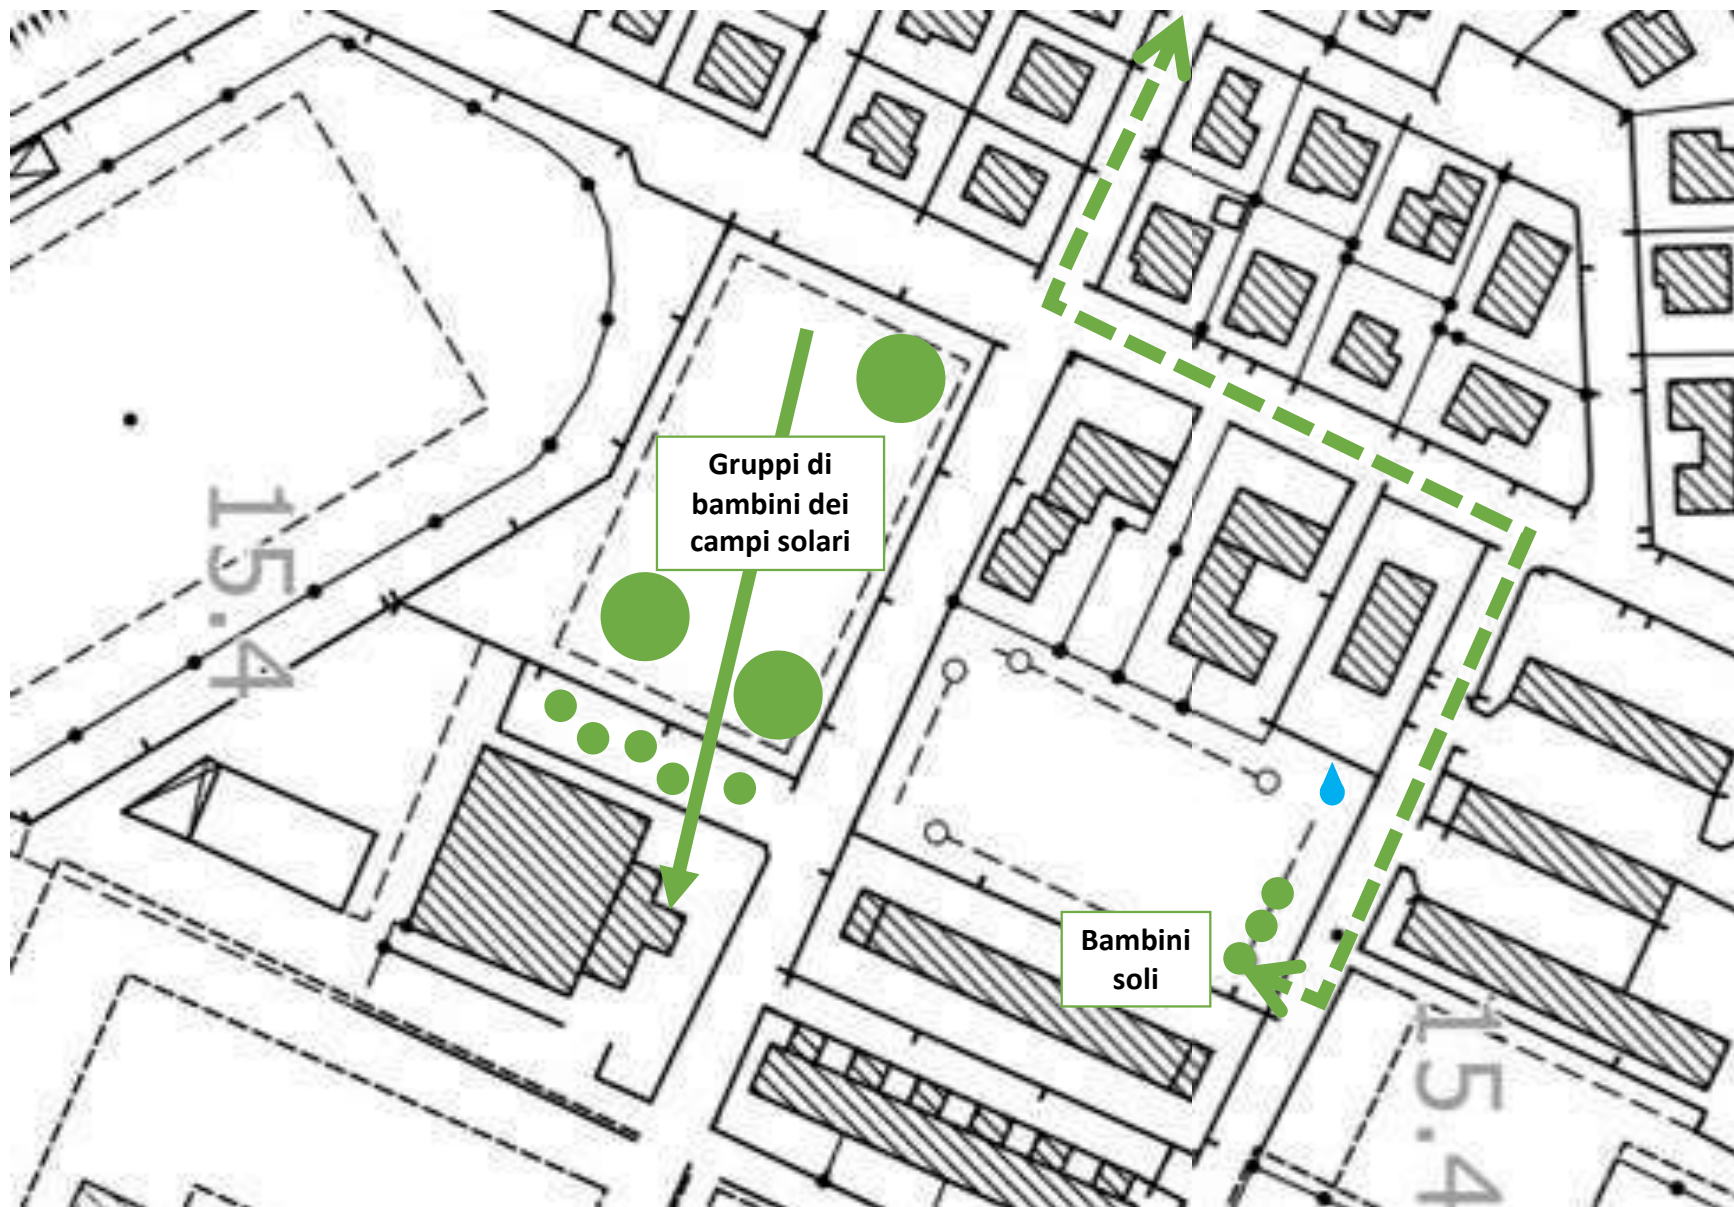 Gruppi di
bambini dei
campi solari
15.4
Bambini
soli
15.4